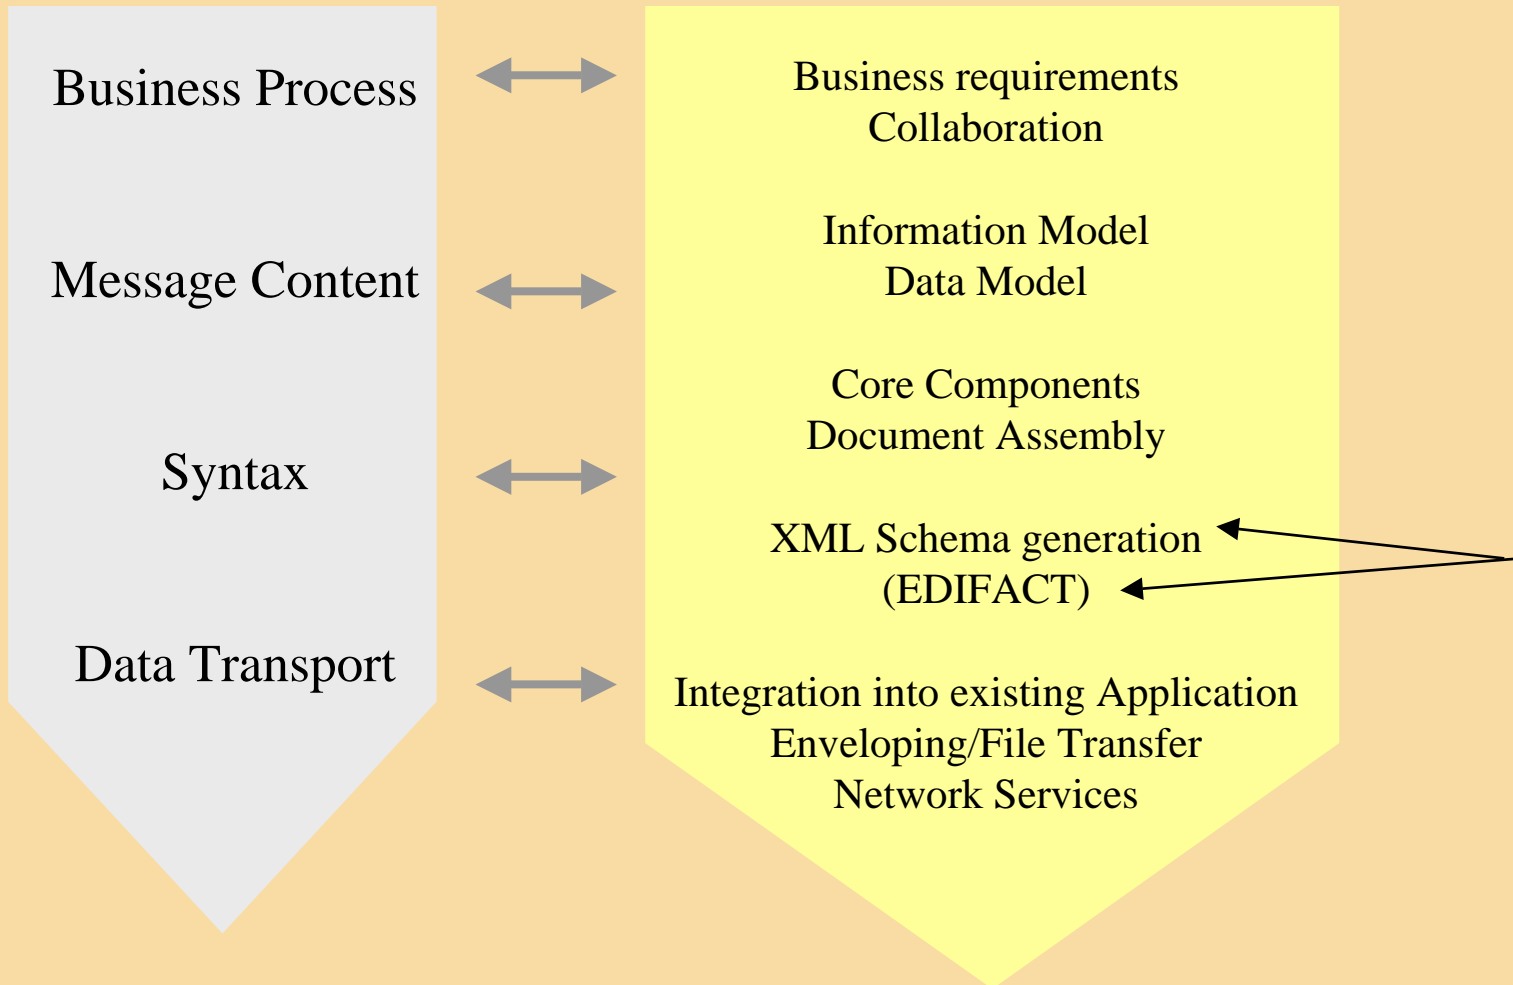 Business Process
Message Content
Syntax
Data Transport
Business requirements
Collaboration
Information Model
Data Model
Core Components
Document Assembly
XML Schema generation
(EDIFACT)
Integration into existing Application
Enveloping/File Transfer
Network Services